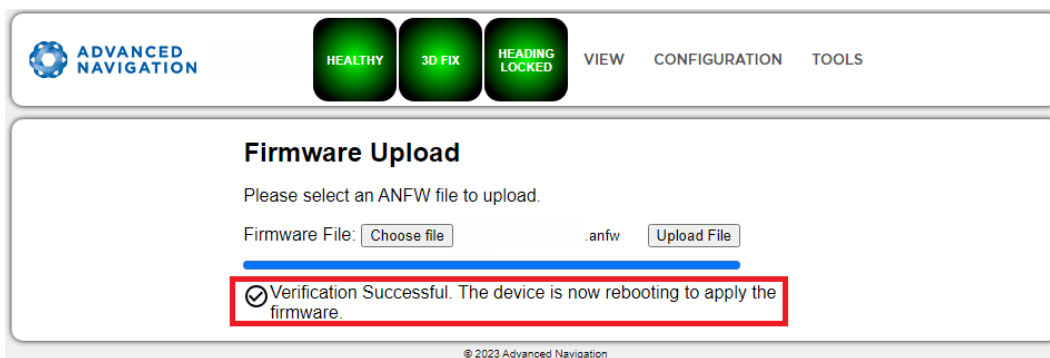 ADVANCED
NAVIGATION
HEALTHY
3D FIX
HEADING
LOCKED
VIEW
CONFIGURATION
TOOLS
Firmware Upload
Please select an ANFW file to upload.
Firmware File: Choose file .anfw Upload File
Verification Successful. The device is now rebooting to apply the
firmware.
© 2023 Advanced Navigation